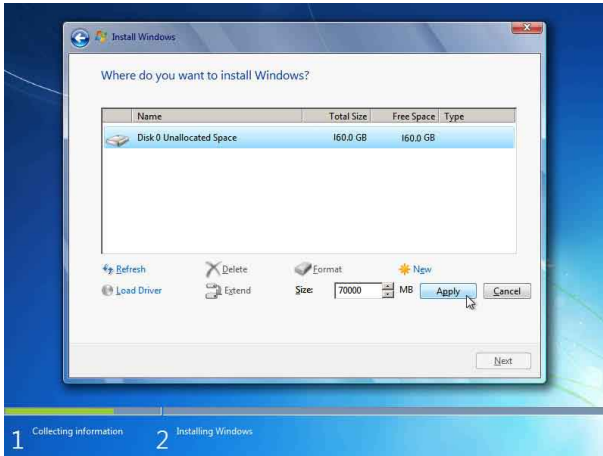 Install Windows
Where do you want to install Windows?
Name Total Size Free Space Type
Disk 0 Unallocated Space 160.0 GB 160.0 GB
Refresh Delete Format New
Load Driver Extend Size: 70000 MB Apply Cancel
Next
1 Collecting information 2 Installing Windows